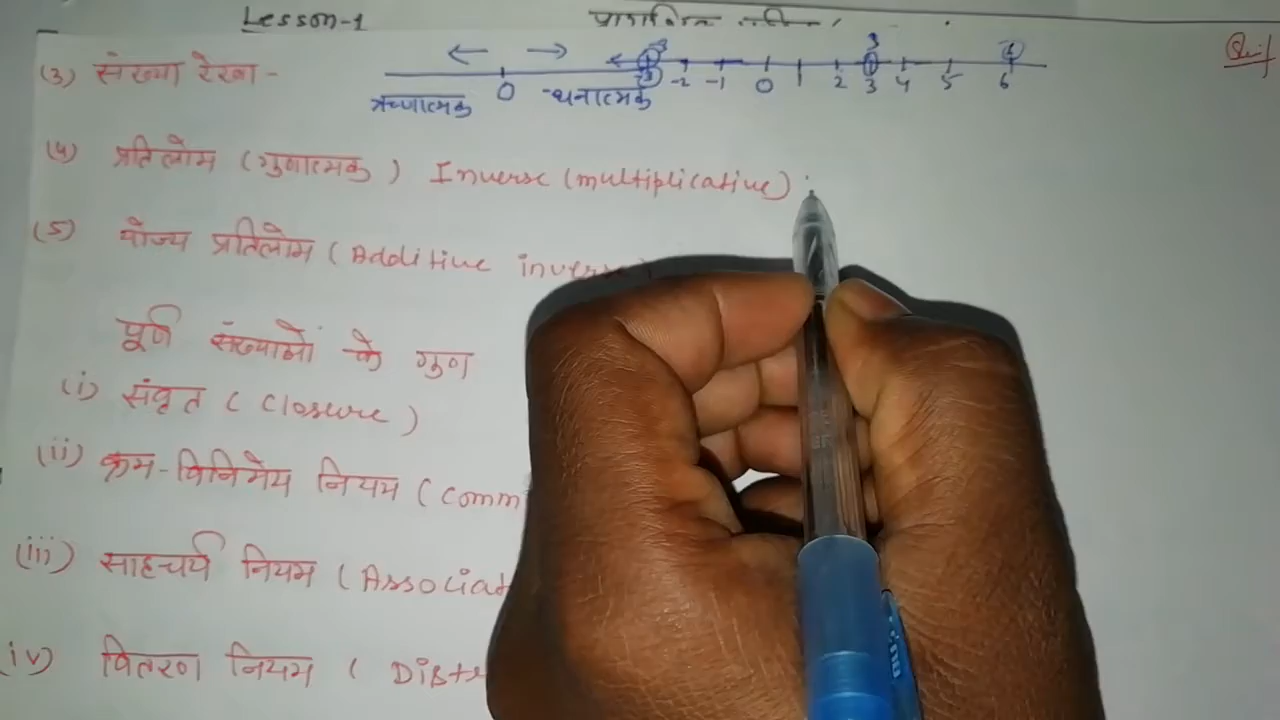 Lesson-1
(3) संख्या रेखा -
ऋणात्मक 0 धनात्मक
-3 -2 -1 0 1 2 3 4 5 6
(4) प्रतिलोम (गुणात्मक) Inverse (multiplicative)
(5) योज्य प्रतिलोम (Additive inverse)
पूर्ण संख्याओं के गुण
(i) संवृत (Closure)
(ii) क्रम-विनिमेय नियम (Comm
(iii) साहचर्य नियम (Associat
(iv) वितरण नियम (Distr